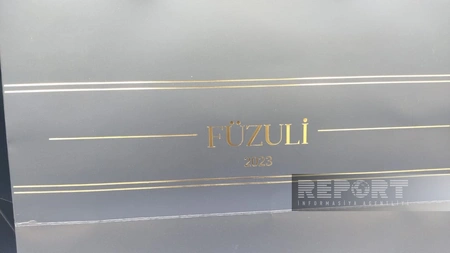 FÜZULİ
2023
REPORT
İNFORMASİYA AGENTLİYİ